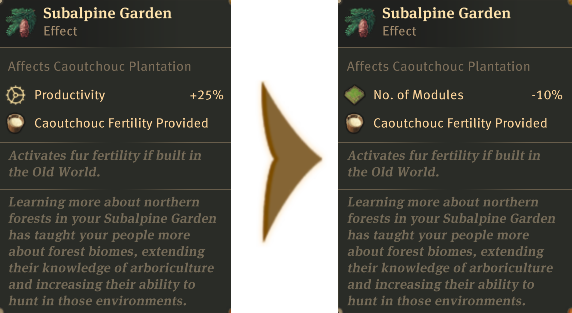 Subalpine Garden
Effect
Affects Caoutchouc Plantation
Productivity +25%
Caoutchouc Fertility Provided
Activates fur fertility if built in
the Old World.
Learning more about northern
forests in your Subalpine Garden
has taught your people more
about forest biomes, extending
their knowledge of arboriculture
and increasing their ability to
hunt in those environments.
Subalpine Garden
Effect
Affects Caoutchouc Plantation
No. of Modules -10%
Caoutchouc Fertility Provided
Activates fur fertility if built in
the Old World.
Learning more about northern
forests in your Subalpine Garden
has taught your people more
about forest biomes, extending
their knowledge of arboriculture
and increasing their ability to
hunt in those environments.